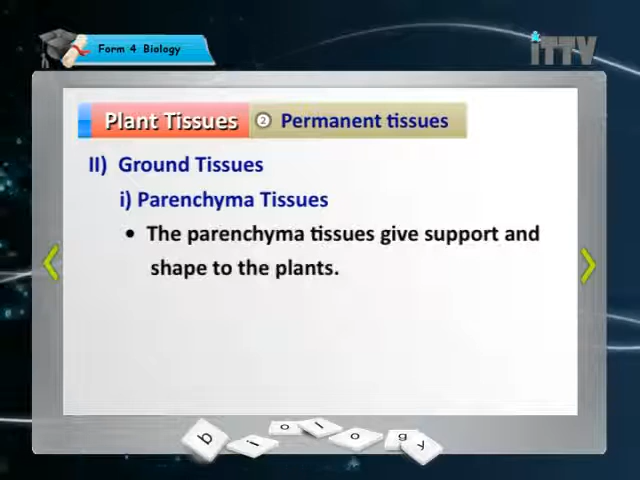 Form 4 Biology
iTTV
Plant Tissues ② Permanent tissues
II) Ground Tissues
i) Parenchyma Tissues
• The parenchyma tissues give support and
shape to the plants.
b i o l o g y